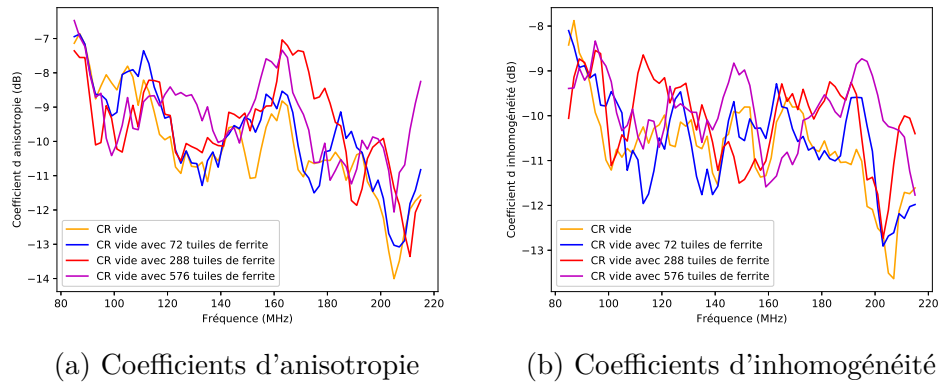 Coefficient d anisotropie (dB)
−7
−8
−9
−10
−11
−12
−13
−14
CR vide
CR vide avec 72 tuiles de ferrite
CR vide avec 288 tuiles de ferrite
CR vide avec 576 tuiles de ferrite
80 100 120 140 160 180 200 220
Fréquence (MHz)
(a) Coefficients d'anisotropie
Coefficient d inhomogénéité (dB)
−8
−9
−10
−11
−12
−13
CR vide
CR vide avec 72 tuiles de ferrite
CR vide avec 288 tuiles de ferrite
CR vide avec 576 tuiles de ferrite
80 100 120 140 160 180 200 220
Fréquence (MHz)
(b) Coefficients d'inhomogénéité